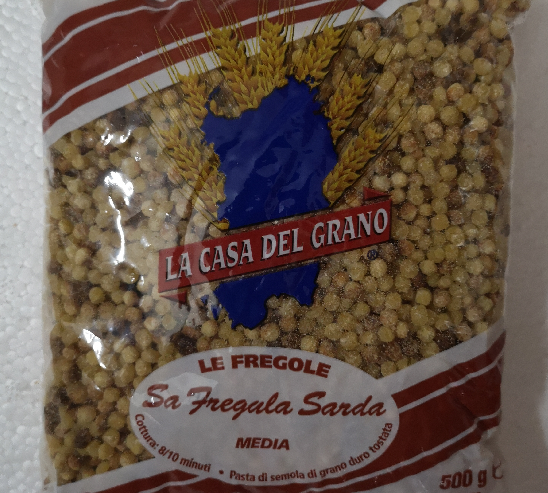 LA CASA DEL GRANO
LE FREGOLE
Sa Fregula Sarda
MEDIA
Cottura: 8/10 minuti • Pasta di semola di grano duro tostata
500 g e